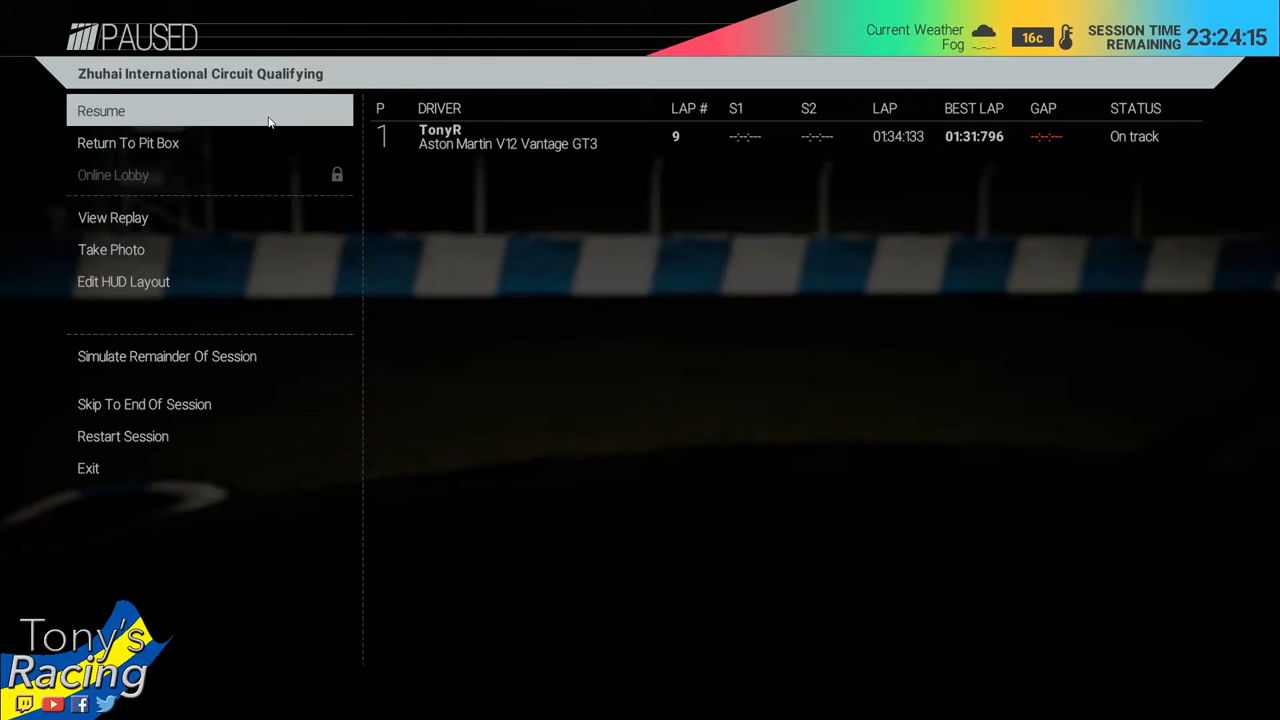 PAUSED
Current Weather
Fog
16c
SESSION TIME
REMAINING
23:24:15
Zhuhai International Circuit Qualifying
Resume
Return To Pit Box
Online Lobby
View Replay
Take Photo
Edit HUD Layout
Simulate Remainder Of Session
Skip To End Of Session
Restart Session
Exit
P DRIVER LAP # S1 S2 LAP BEST LAP GAP STATUS
1 TonyR 9 --:--:-- --:--:-- 01:34:133 01:31:796 --:--:-- On track
Aston Martin V12 Vantage GT3
Tony's
Racing